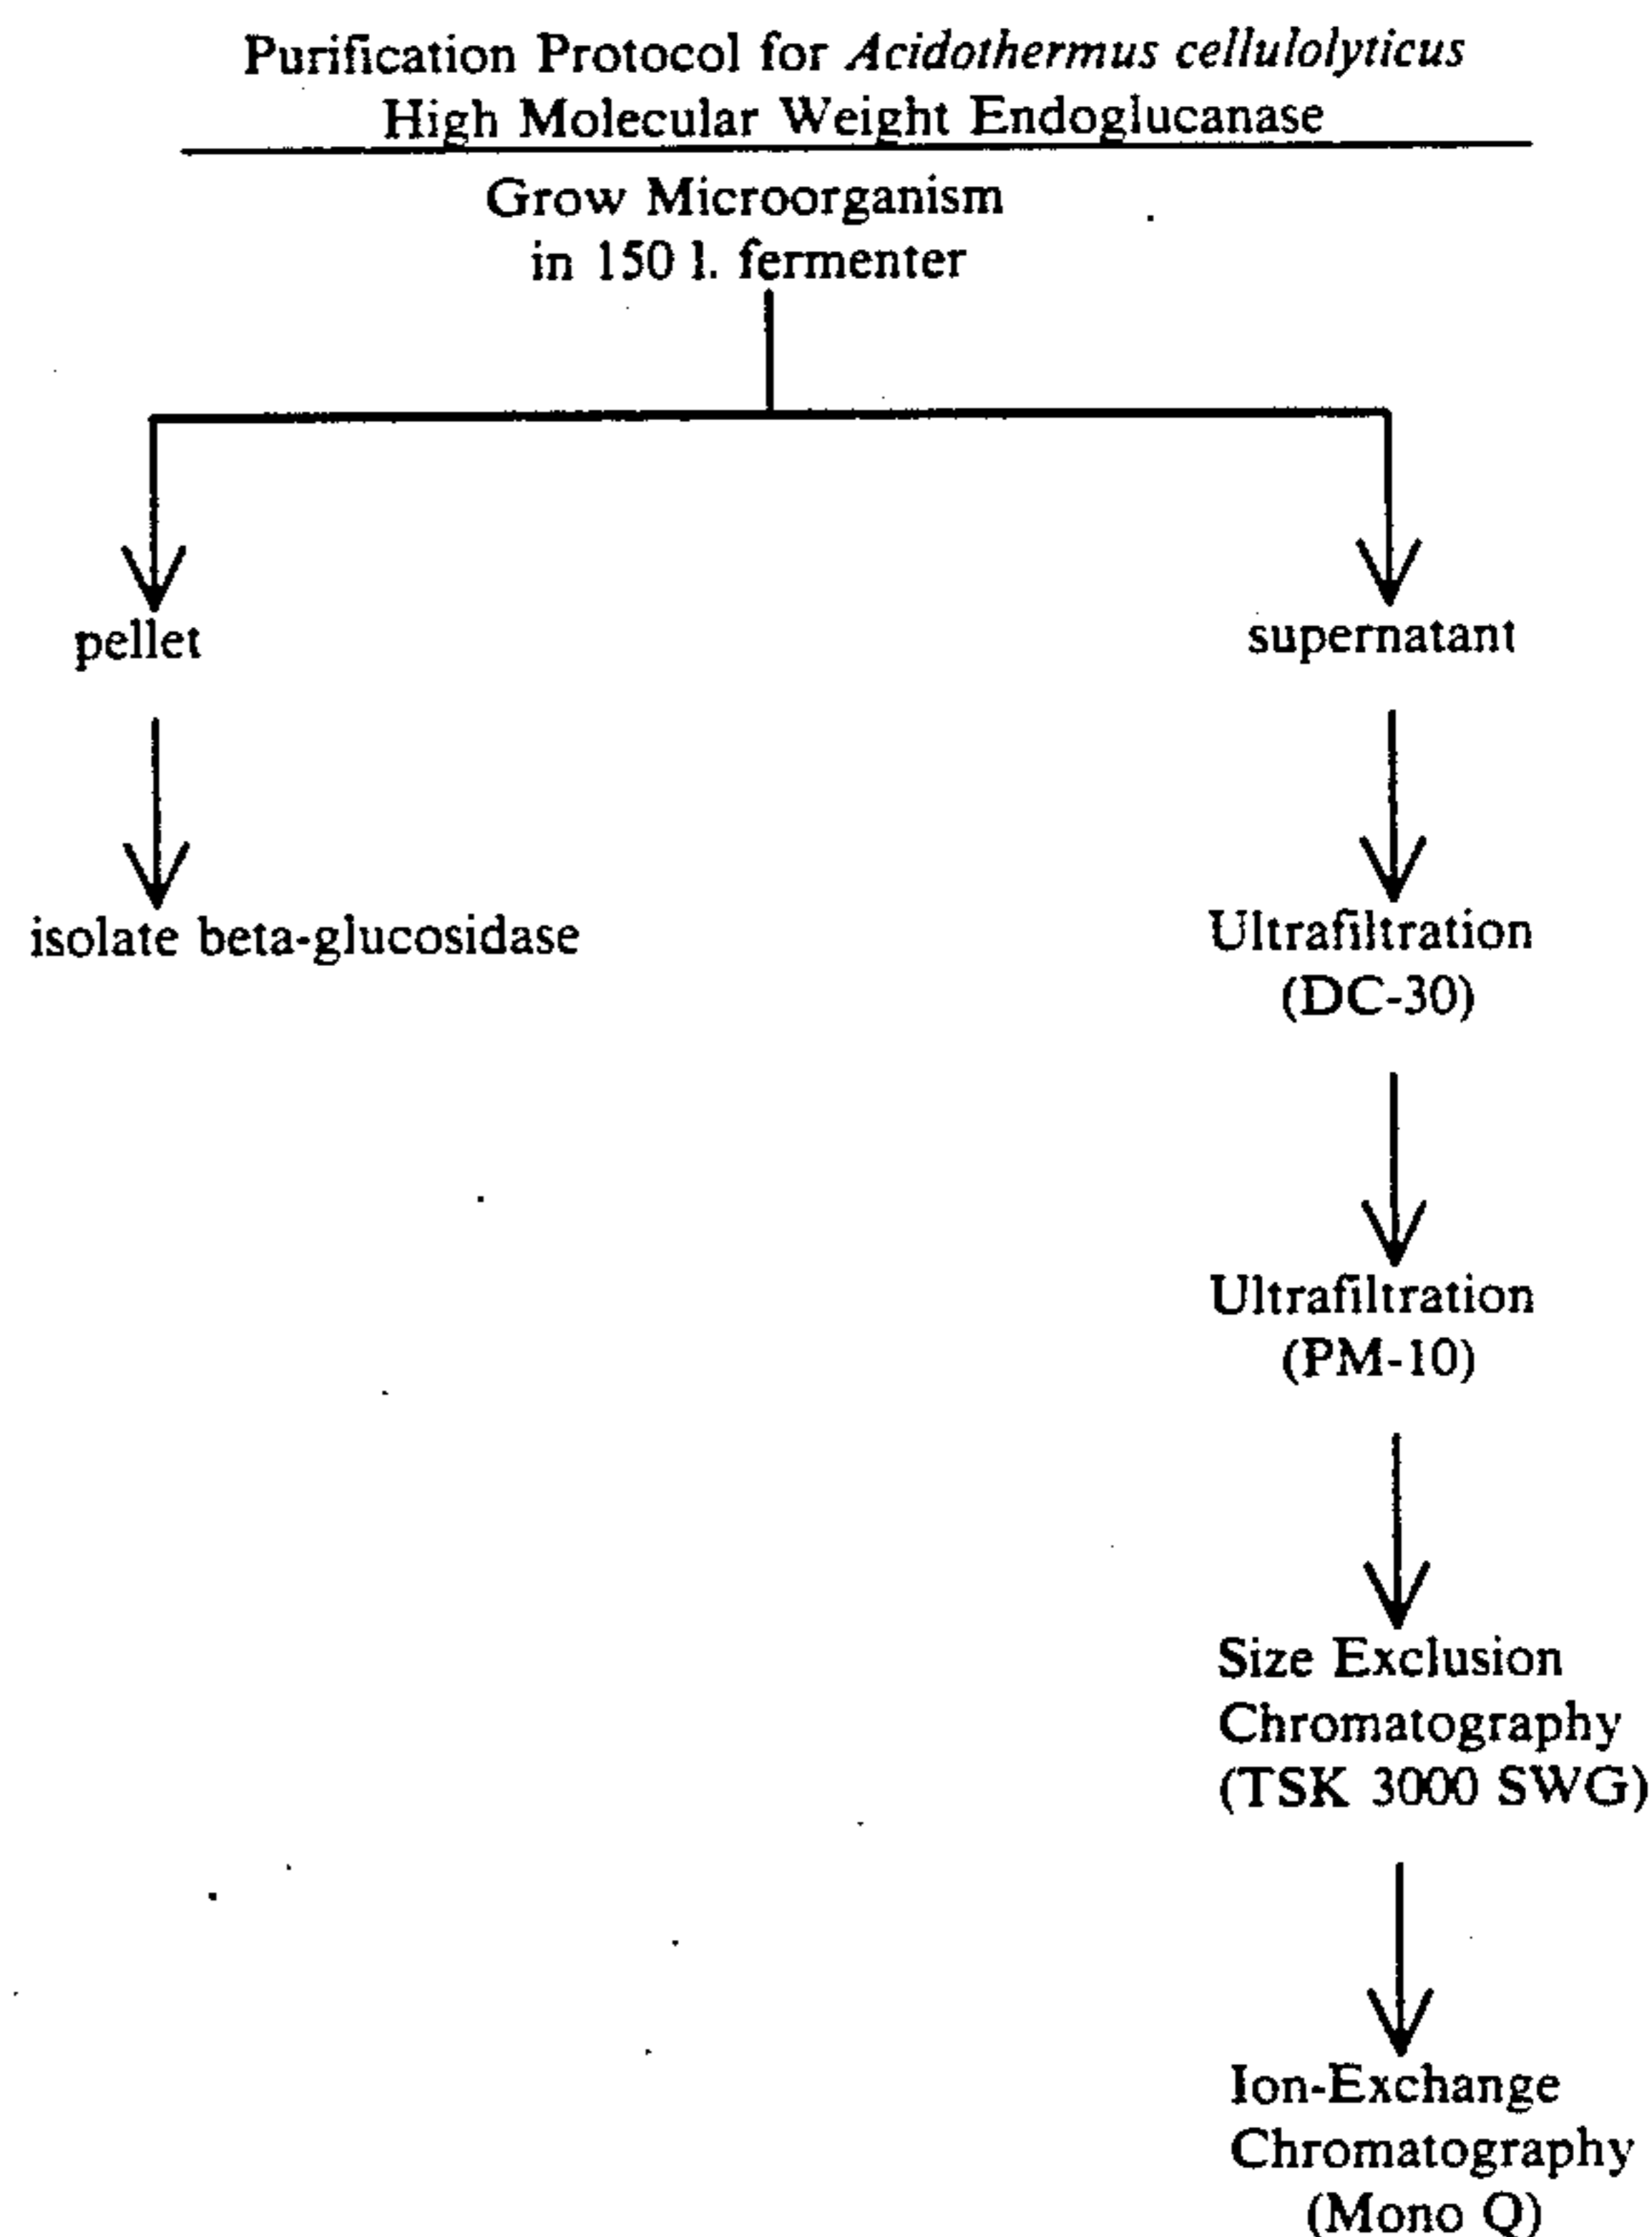 Purification Protocol for Acidothermus cellulolyticus
High Molecular Weight Endoglucanase
Grow Microorganism
in 150 l. fermenter
pellet
supernatant
isolate beta-glucosidase
Ultrafiltration
(DC-30)
Ultrafiltration
(PM-10)
Size Exclusion
Chromatography
(TSK 3000 SWG)
Ion-Exchange
Chromatography
(Mono Q)